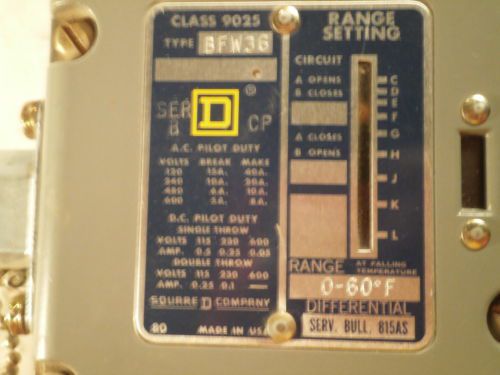 CLASS 9025
TYPE BFW36
SER B
D ®
CP
A.C. PILOT DUTY
VOLTS BREAK MAKE
120 15A. 40A.
240 10A. 20A.
480 6A. 10A.
600 5A. 8A.
D.C. PILOT DUTY
SINGLE THROW
VOLTS 115 230 600
AMP. 0.5 0.25 0.05
DOUBLE THROW
VOLTS 115 230 600
AMP. 0.25 0.1 —
SQUARE D COMPANY
80 MADE IN USA
RANGE
SETTING
CIRCUIT
A OPENS
B CLOSES
A CLOSES
B OPENS
C
D
E
F
G
H
J
K
L
RANGE AT FALLING TEMPERATURE
0-60°F
DIFFERENTIAL
SERV. BULL. 815AS